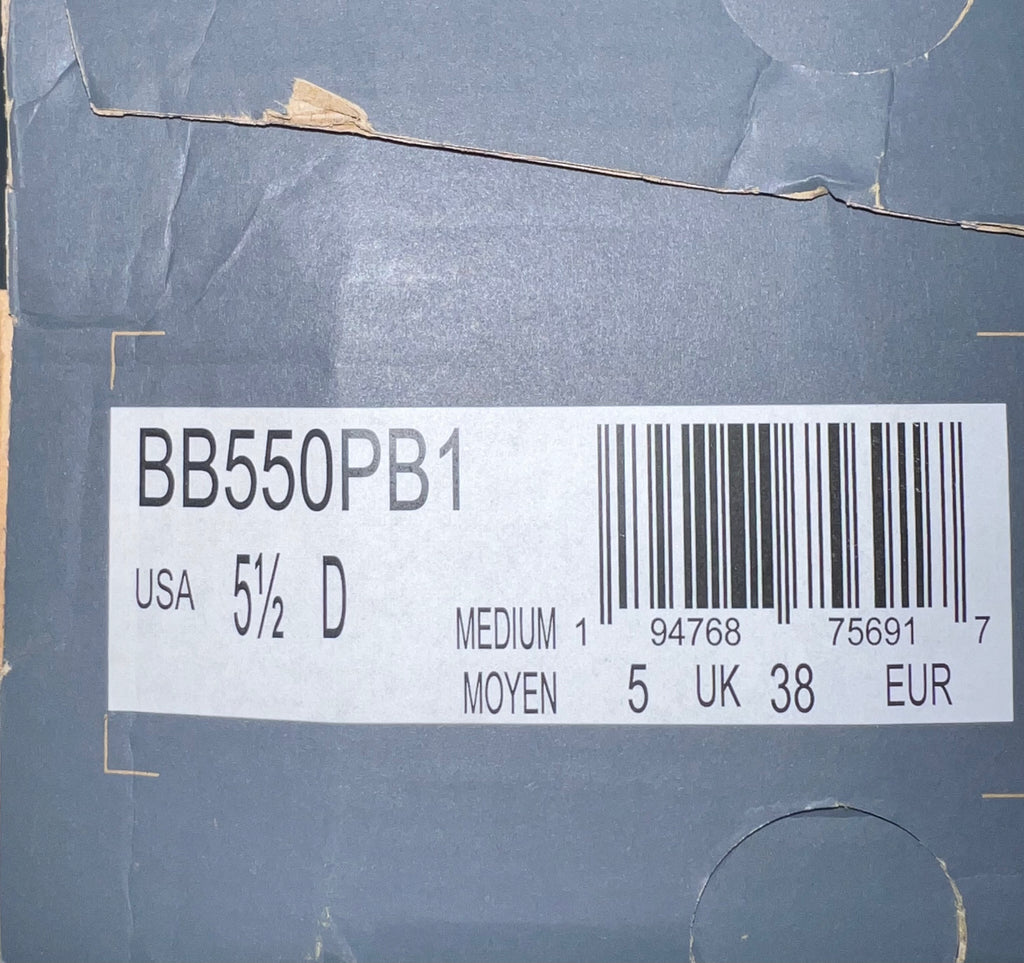 BB550PB1
USA 5½ D
MEDIUM 1 94768 75691 7
MOYEN 5 UK 38 EUR